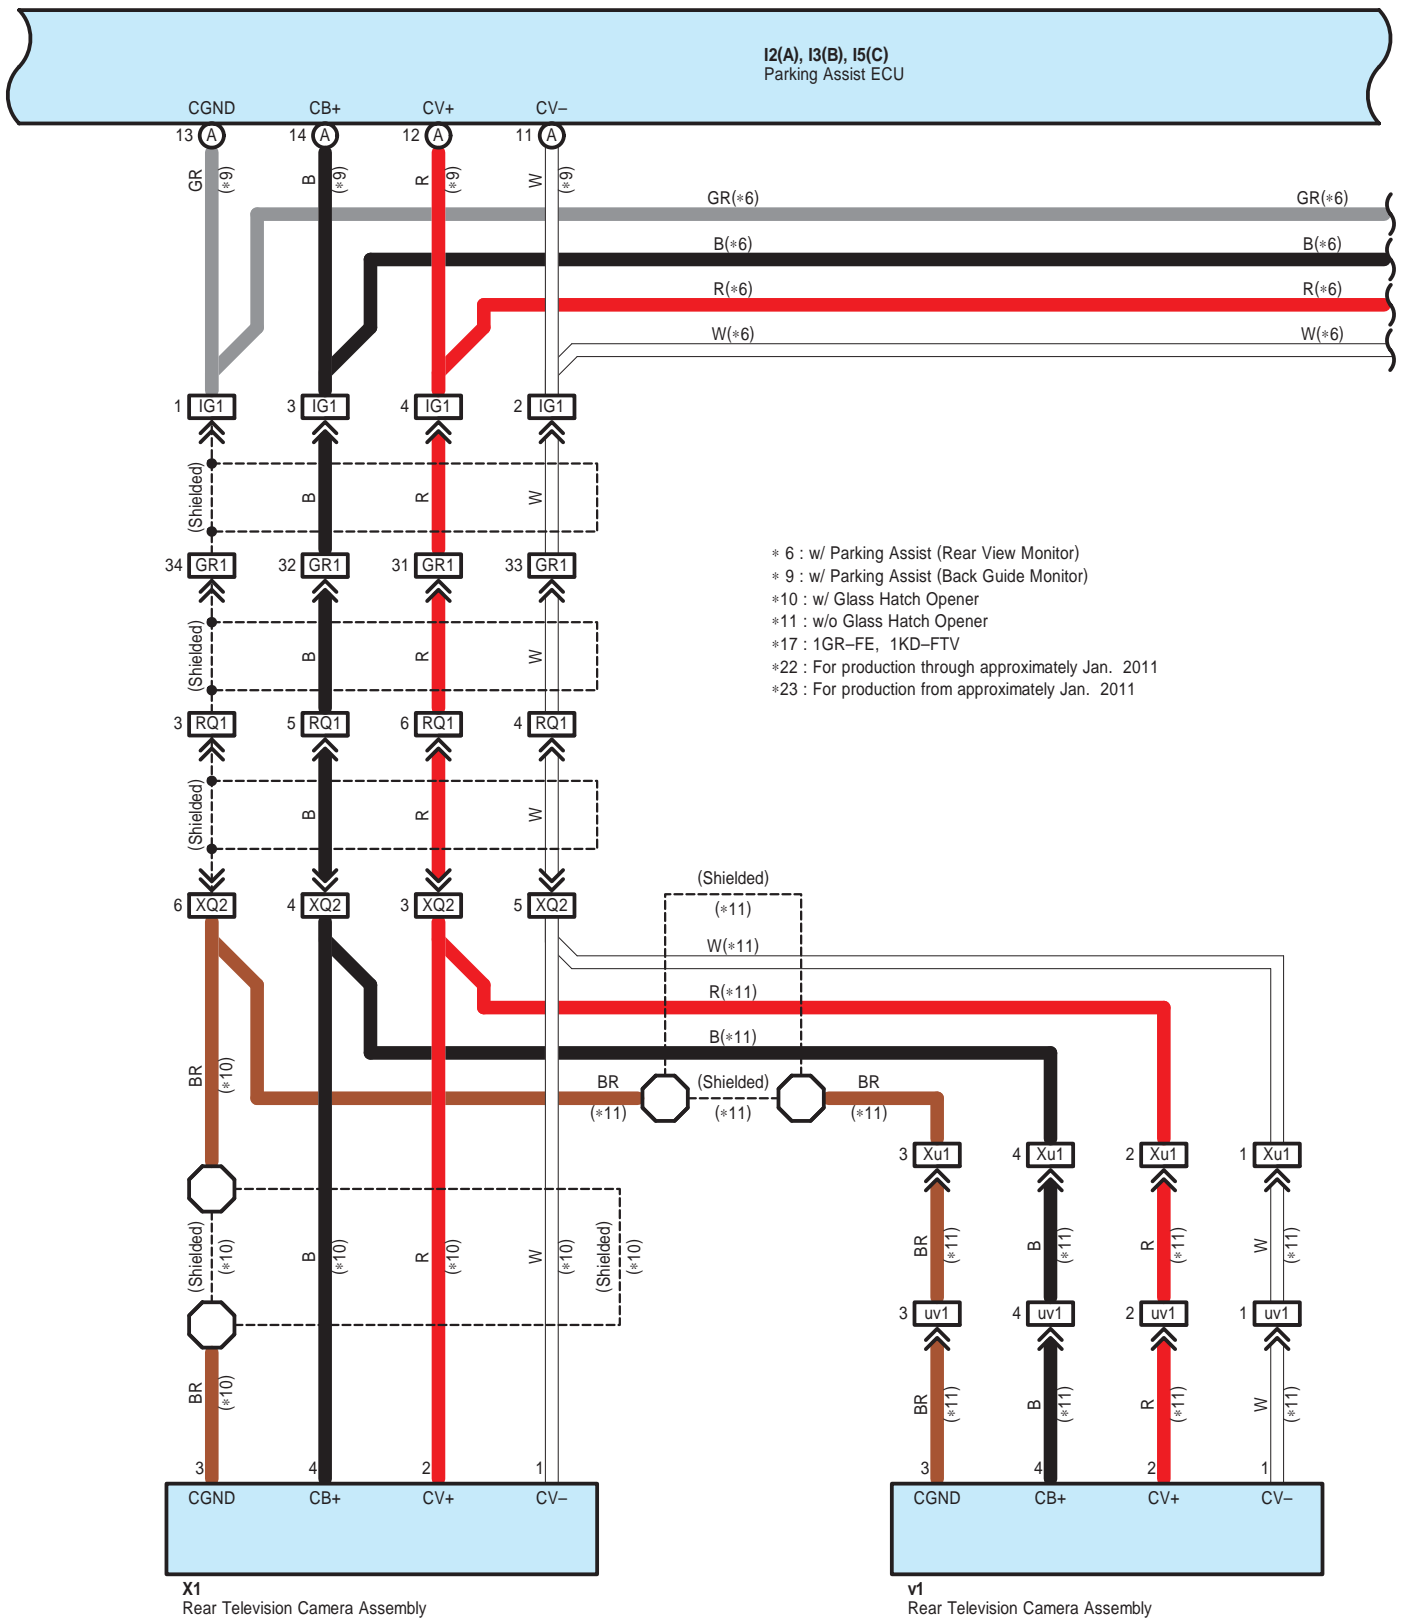 I2(A), I3(B), I5(C)
Parking Assist ECU
CGND CB+ CV+ CV–
13 A 14 A 12 A 11 A
GR (∗9) B (∗9) R (∗9) W (∗9)
GR(∗6) GR(∗6)
B(∗6) B(∗6)
R(∗6) R(∗6)
W(∗6) W(∗6)
1 IG1 3 IG1 4 IG1 2 IG1
(Shielded) B R W
34 GR1 32 GR1 31 GR1 33 GR1
∗ 6 : w/ Parking Assist (Rear View Monitor)
∗ 9 : w/ Parking Assist (Back Guide Monitor)
∗10 : w/ Glass Hatch Opener
∗11 : w/o Glass Hatch Opener
∗17 : 1GR–FE, 1KD–FTV
∗22 : For production through approximately Jan. 2011
∗23 : For production from approximately Jan. 2011
(Shielded) B R W
3 RQ1 5 RQ1 6 RQ1 4 RQ1
(Shielded) B R W
6 XQ2 4 XQ2 3 XQ2 5 XQ2
(Shielded)
(∗11)
W(∗11)
R(∗11)
B(∗11)
BR (∗10)
BR (Shielded) BR
(∗11) (∗11) (∗11)
3 Xu1 4 Xu1 2 Xu1 1 Xu1
(Shielded) (∗10) B (∗10) R (∗10) W (∗10) (Shielded) (∗10)
BR (∗11) B (∗11) R (∗11) W (∗11)
3 uv1 4 uv1 2 uv1 1 uv1
BR (∗10)
BR (∗11) B (∗11) R (∗11) W (∗11)
3 4 2 1 3 4 2 1
CGND CB+ CV+ CV– CGND CB+ CV+ CV–
X1
Rear Television Camera Assembly
v1
Rear Television Camera Assembly